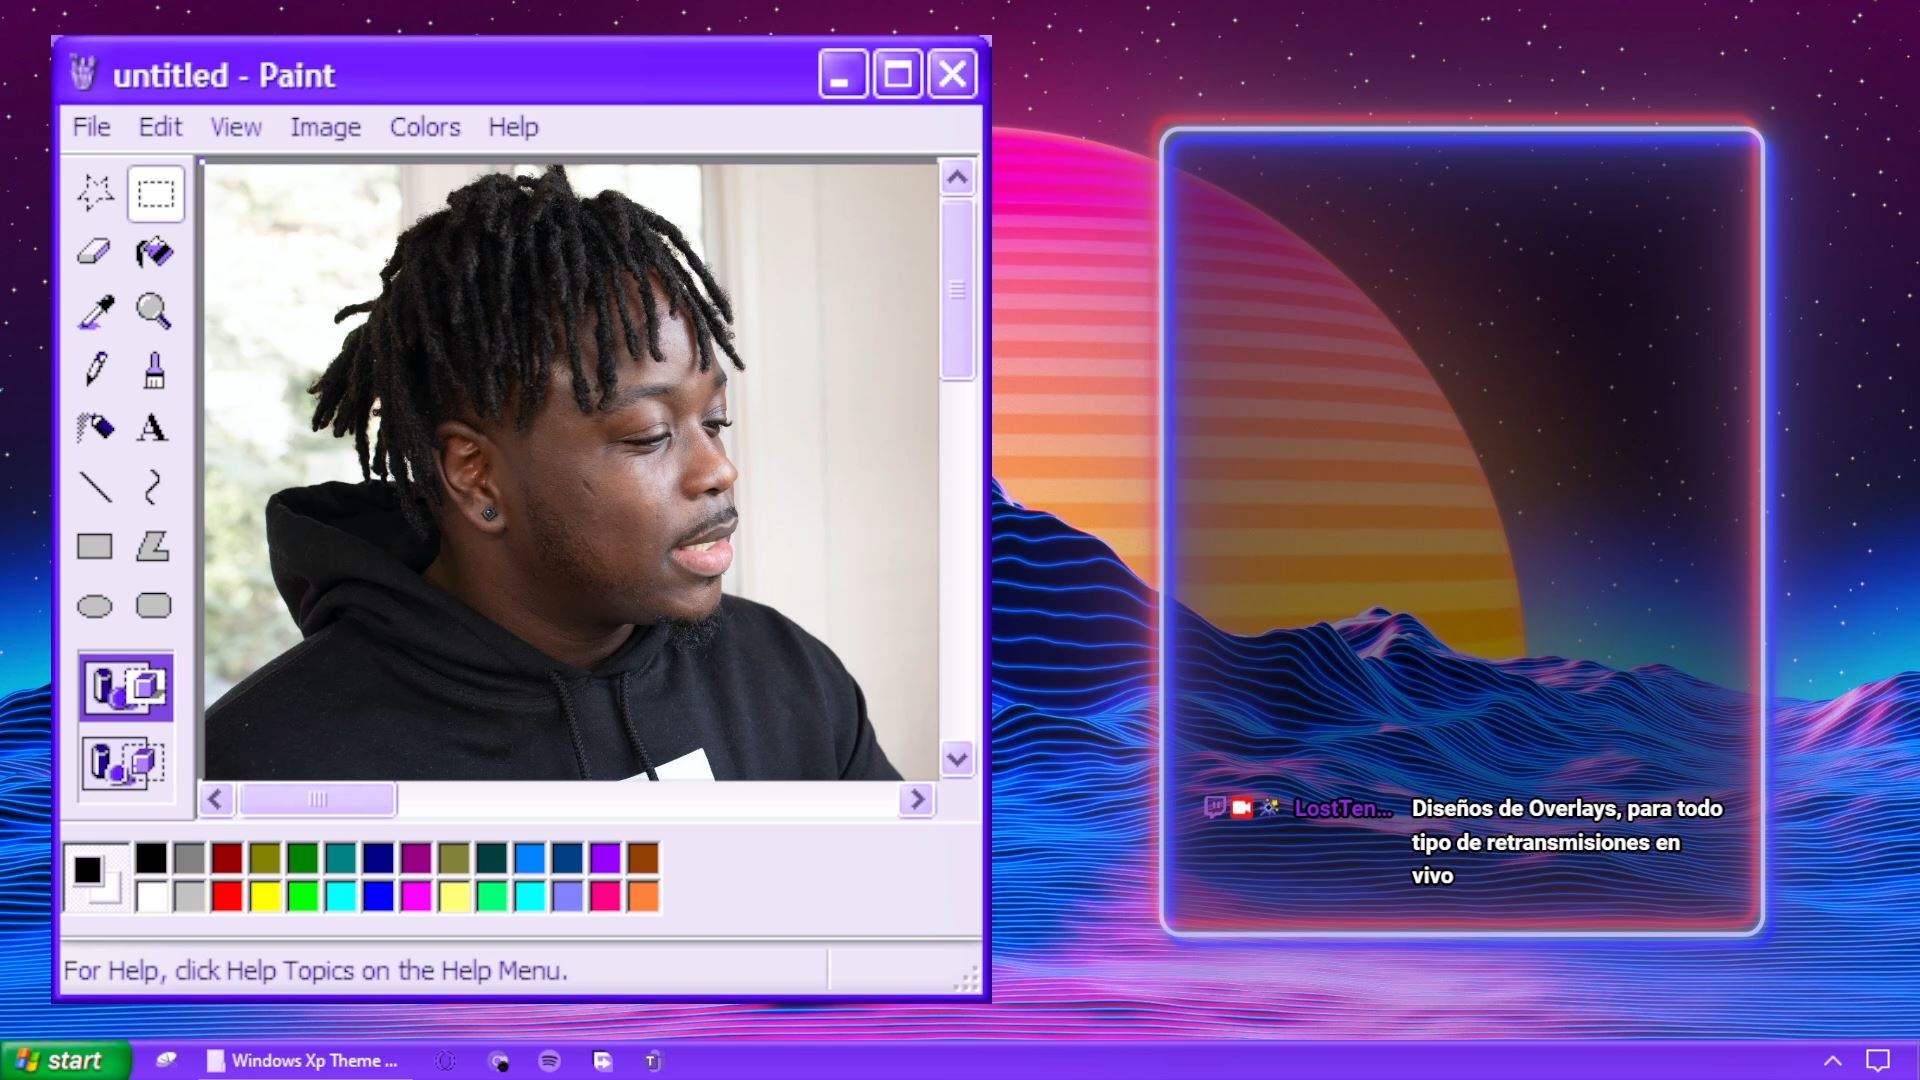 untitled - Paint
File Edit View Image Colors Help
A
LostTen... Diseños de Overlays, para todo
tipo de retransmisiones en
vivo
For Help, click Help Topics on the Help Menu.
start Windows Xp Theme ...